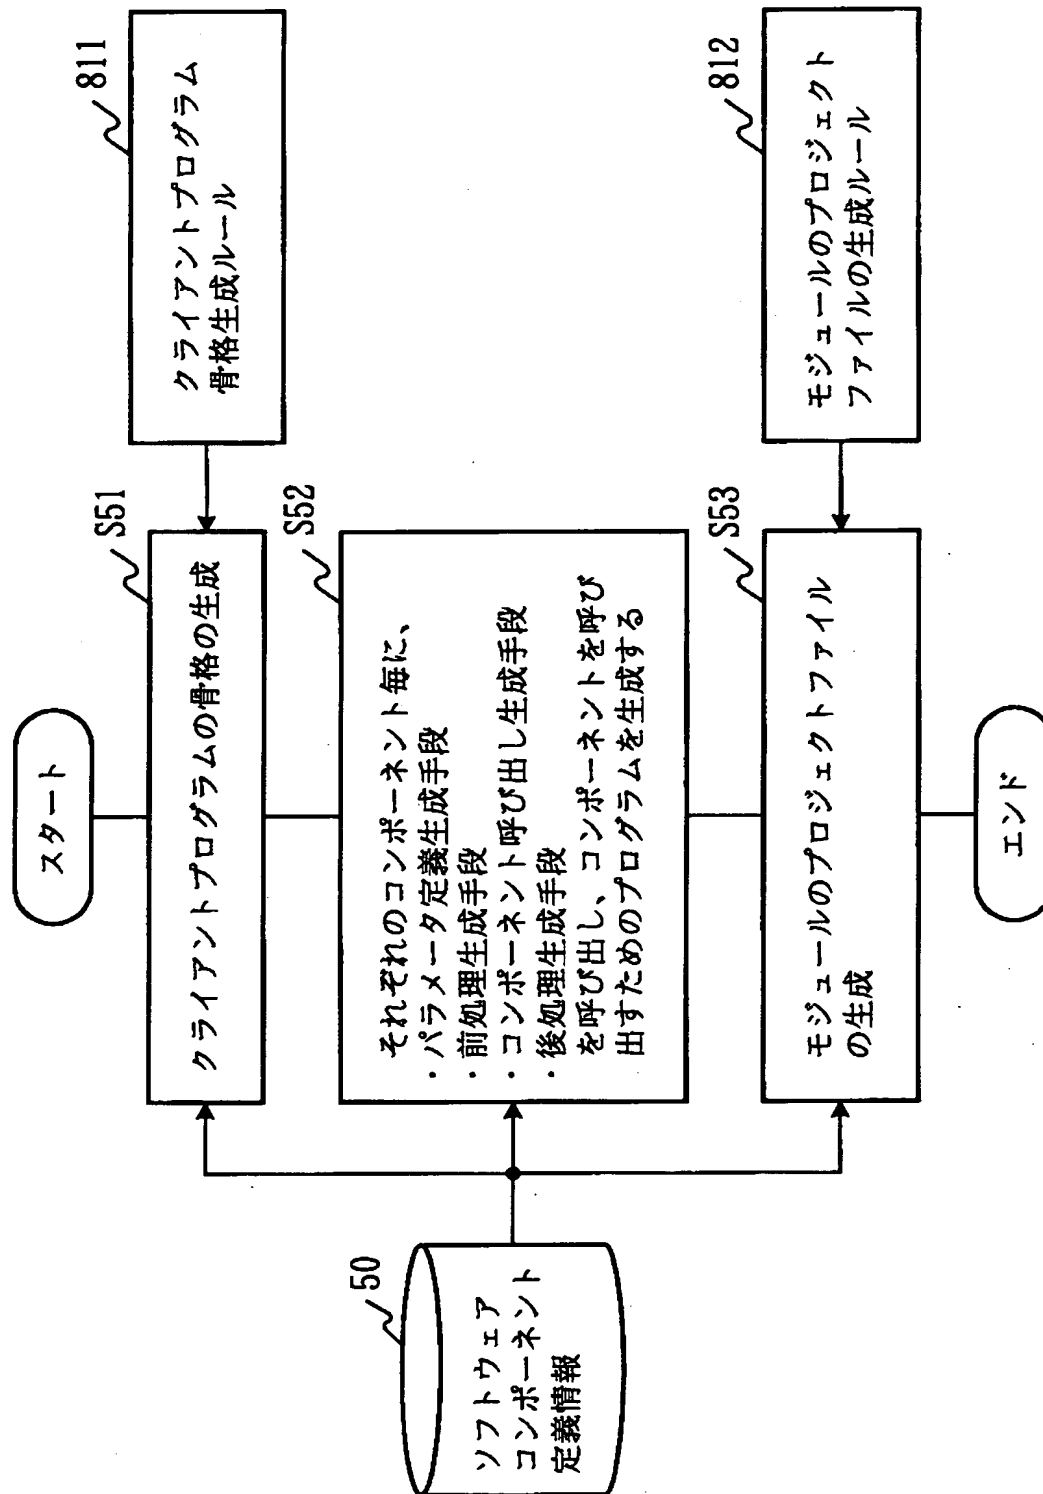 スタート
S51
クライアントプログラムの骨格の生成
811
クライアントプログラム
骨格生成ルール
50
ソフトウェア
コンポーネント
定義情報
S52
それぞれのコンポーネント毎に、
・パラメータ定義生成手段
・前処理生成手段
・コンポーネント呼び出し生成手段
・後処理生成手段
を呼び出し、コンポーネントを呼び
出すためのプログラムを生成する
S53
モジュールのプロジェクトファイル
の生成
812
モジュールのプロジェクト
ファイルの生成ルール
エンド